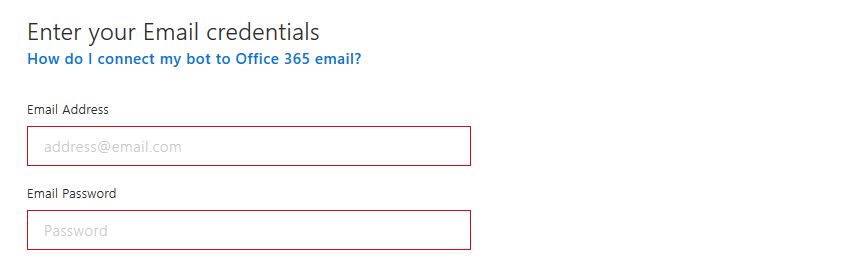 Enter your Email credentials
How do I connect my bot to Office 365 email?
Email Address
address@email.com
Email Password
Password